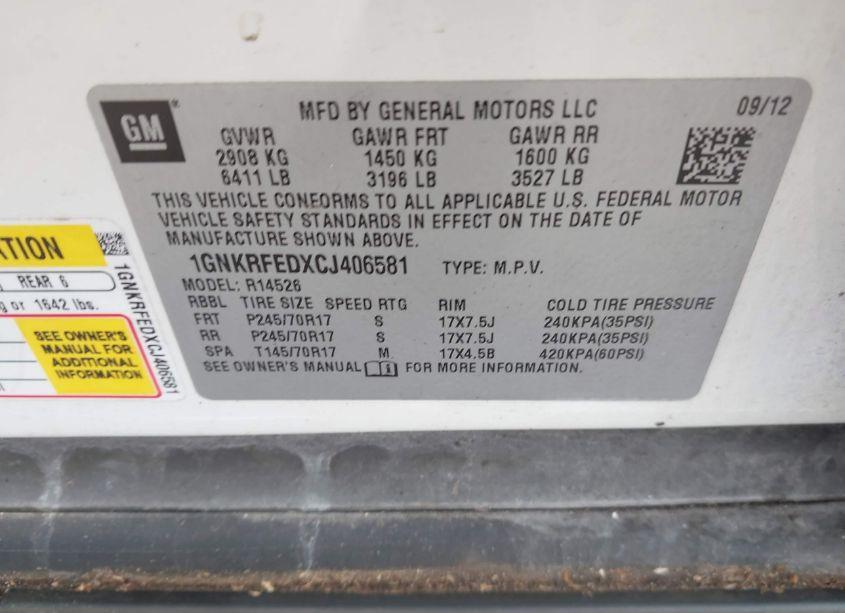 GM®
MFD BY GENERAL MOTORS LLC 09/12
GVWR GAWR FRT GAWR RR
2908 KG 1450 KG 1600 KG
6411 LB 3196 LB 3527 LB
THIS VEHICLE CONFORMS TO ALL APPLICABLE U.S. FEDERAL MOTOR
VEHICLE SAFETY STANDARDS IN EFFECT ON THE DATE OF
MANUFACTURE SHOWN ABOVE.
1GNKRFEDXCJ406581 TYPE: M.P.V.
MODEL: R14526
RBBL TIRE SIZE SPEED RTG RIM COLD TIRE PRESSURE
FRT P245/70R17 S 17X7.5J 240KPA(35PSI)
RR P245/70R17 S 17X7.5J 240KPA(35PSI)
SPA T145/70R17 M 17X4.5B 420KPA(60PSI)
SEE OWNER'S MANUAL FOR MORE INFORMATION.
REAR 6
or 1642 lbs.
SEE OWNER'S
MANUAL FOR
ADDITIONAL
INFORMATION
1GNKRFEDXCJ406581